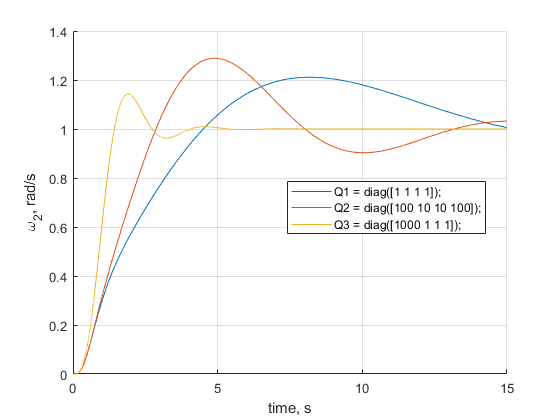 1.4
1.2
1
0.8
0.6
0.4
0.2
0
ω2, rad/s
Q1 = diag([1 1 1 1]);
Q2 = diag([100 10 10 100]);
Q3 = diag([1000 1 1 1]);
0 5 10 15
time, s